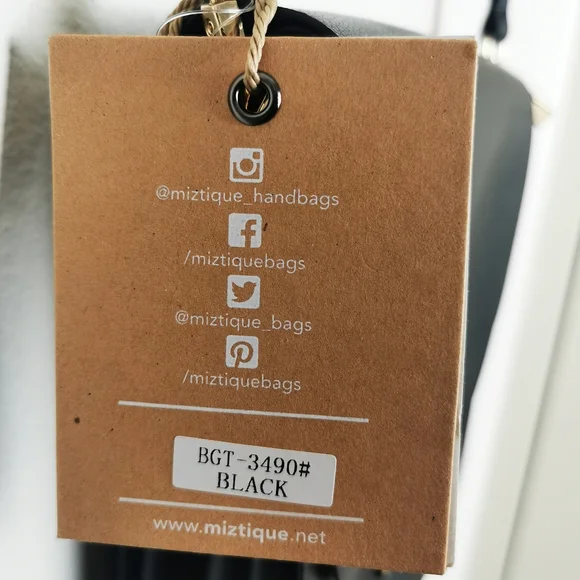 @miztique_handbags
/miztiquebags
@miztique_bags
/miztiquebags
BGT-3490#
BLACK
www.miztique.net